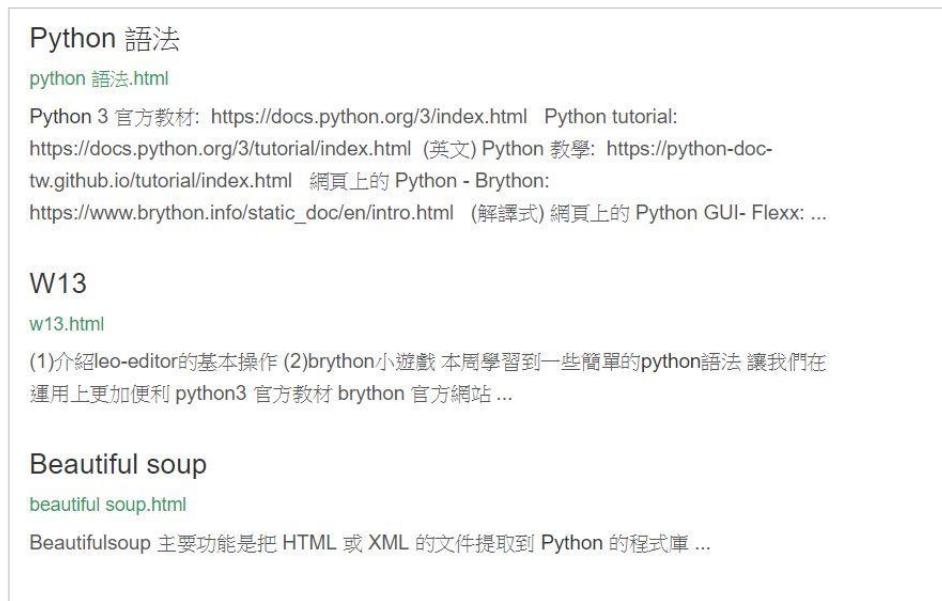 Python 語法
python 語法.html
Python 3 官方教材: https://docs.python.org/3/index.html Python tutorial:
https://docs.python.org/3/tutorial/index.html (英文) Python 教學: https://python-doc-
tw.github.io/tutorial/index.html 網頁上的 Python - Brython:
https://www.brython.info/static_doc/en/intro.html (解譯式) 網頁上的 Python GUI- Flexx: ...
W13
w13.html
(1)介紹leo-editor的基本操作 (2)brython小遊戲 本周學習到一些簡單的python語法 讓我們在
運用上更加便利 python3 官方教材 brython 官方網站 ...
Beautiful soup
beautiful soup.html
Beautifulsoup 主要功能是把 HTML 或 XML 的文件提取到 Python 的程式庫 ...